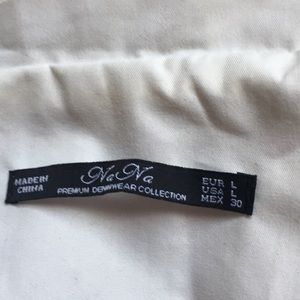 MADE IN
CHINA
NaNa
PREMIUM DENIMWEAR COLLECTION
EUR L
USA L
MEX 30